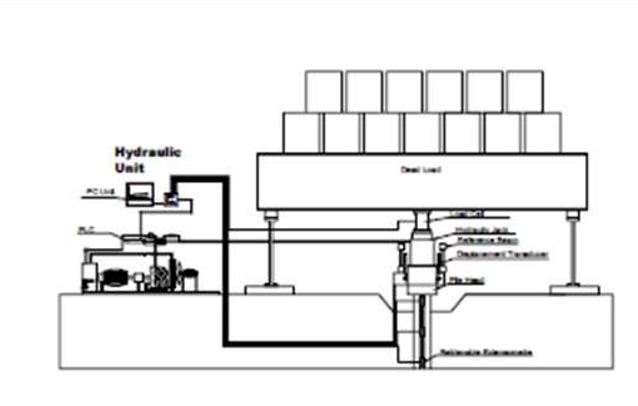 Hydraulic
Unit
PC Unit
PLC
Dead Load
Load Cell
Hydraulic Jack
Reference Beam
Displacement Transducer
Pile Head
Retrievable Extensometer